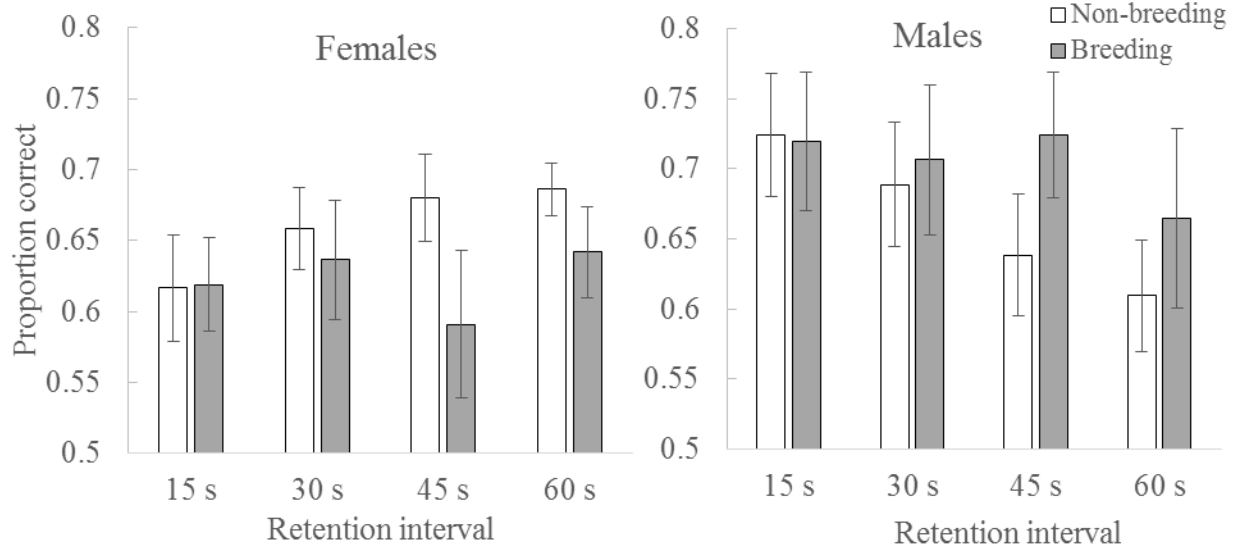 Females
Proportion correct
0.8
0.75
0.7
0.65
0.6
0.55
0.5
15 s 30 s 45 s 60 s
Retention interval
Males
Non-breeding
Breeding
0.8
0.75
0.7
0.65
0.6
0.55
0.5
15 s 30 s 45 s 60 s
Retention interval